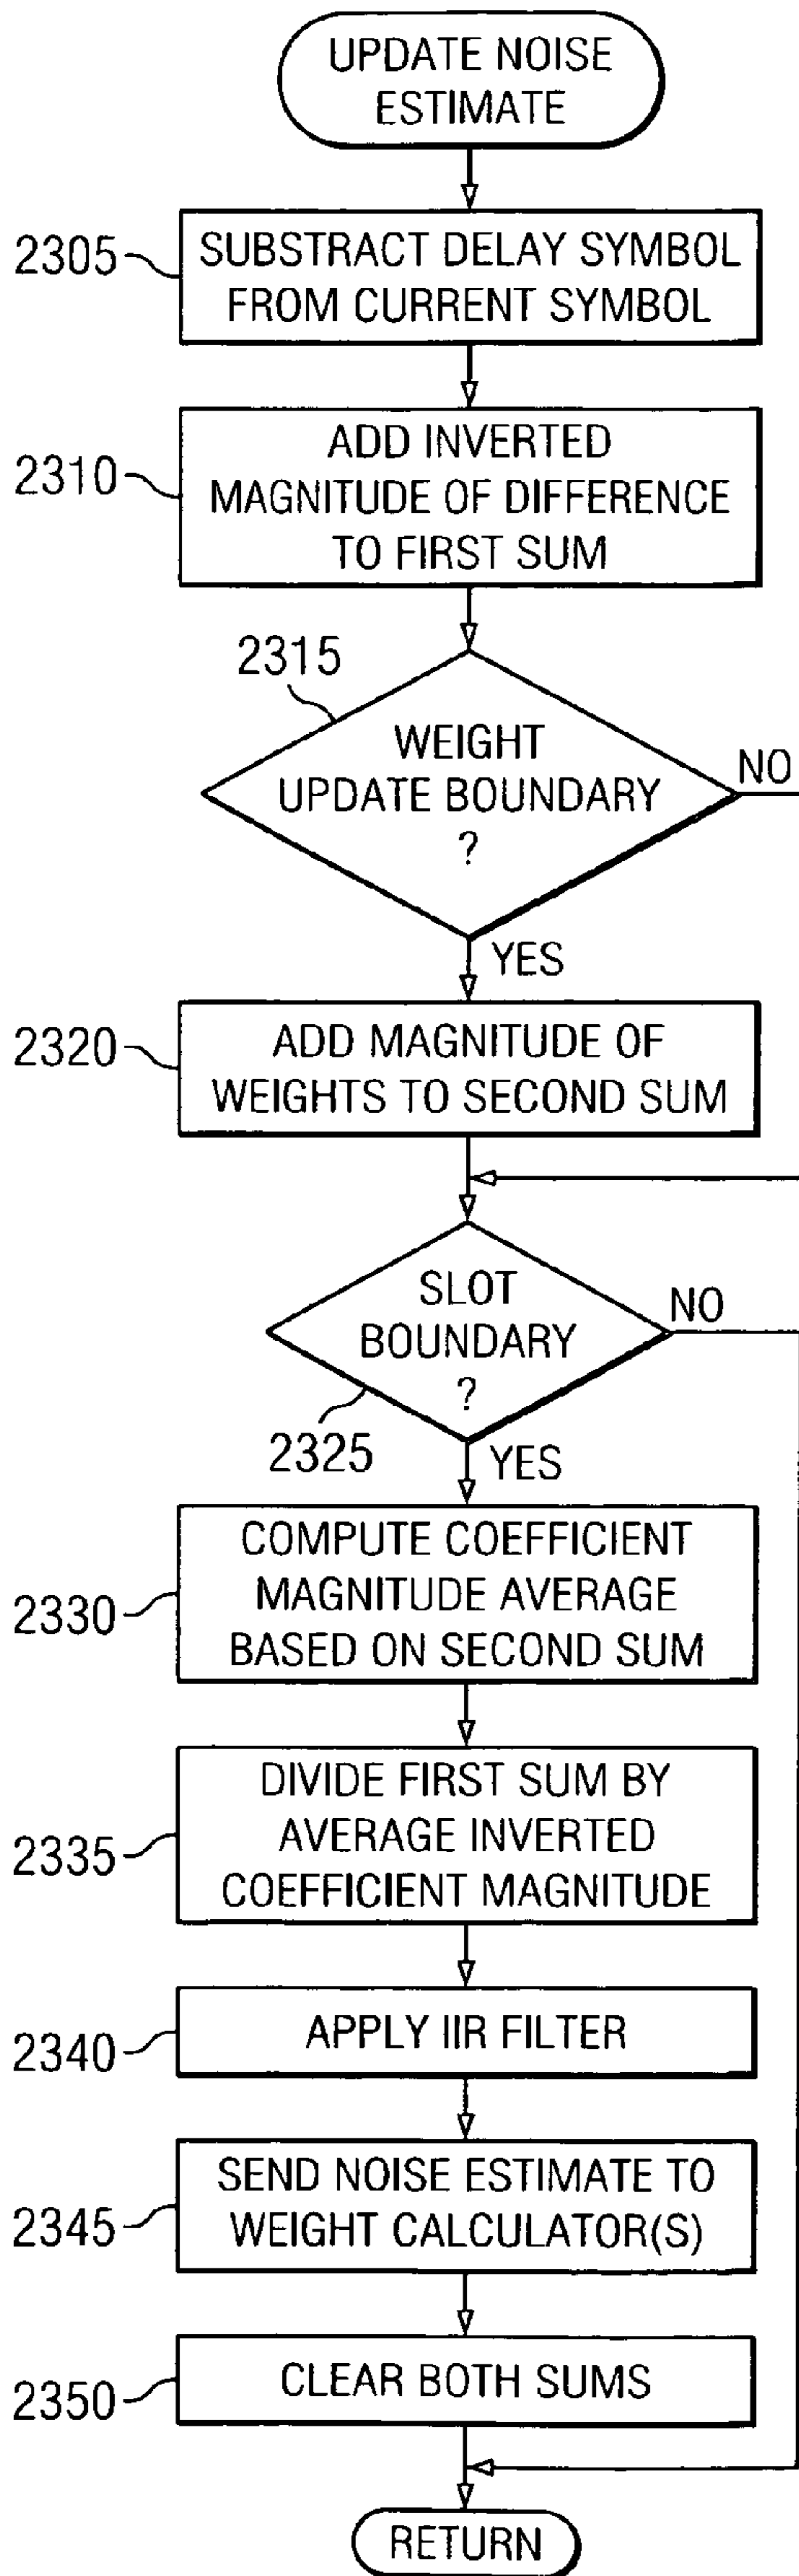 UPDATE NOISE
ESTIMATE
2305
SUBSTRACT DELAY SYMBOL
FROM CURRENT SYMBOL
2310
ADD INVERTED
MAGNITUDE OF DIFFERENCE
TO FIRST SUM
2315
WEIGHT
UPDATE BOUNDARY
?
NO
YES
2320
ADD MAGNITUDE OF
WEIGHTS TO SECOND SUM
SLOT
BOUNDARY
?
NO
2325
YES
2330
COMPUTE COEFFICIENT
MAGNITUDE AVERAGE
BASED ON SECOND SUM
2335
DIVIDE FIRST SUM BY
AVERAGE INVERTED
COEFFICIENT MAGNITUDE
2340
APPLY IIR FILTER
2345
SEND NOISE ESTIMATE TO
WEIGHT CALCULATOR(S)
2350
CLEAR BOTH SUMS
RETURN